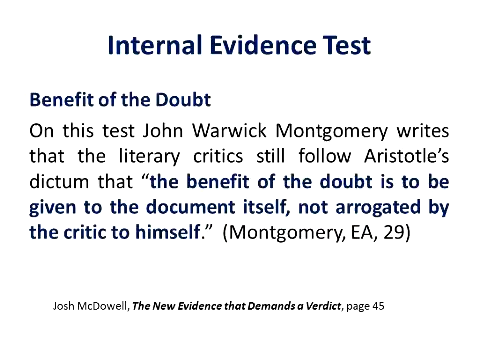 Internal Evidence Test
Benefit of the Doubt
On this test John Warwick Montgomery writes
that the literary critics still follow Aristotle's
dictum that “the benefit of the doubt is to be
given to the document itself, not arrogated by
the critic to himself.” (Montgomery, EA, 29)
Josh McDowell, The New Evidence that Demands a Verdict, page 45